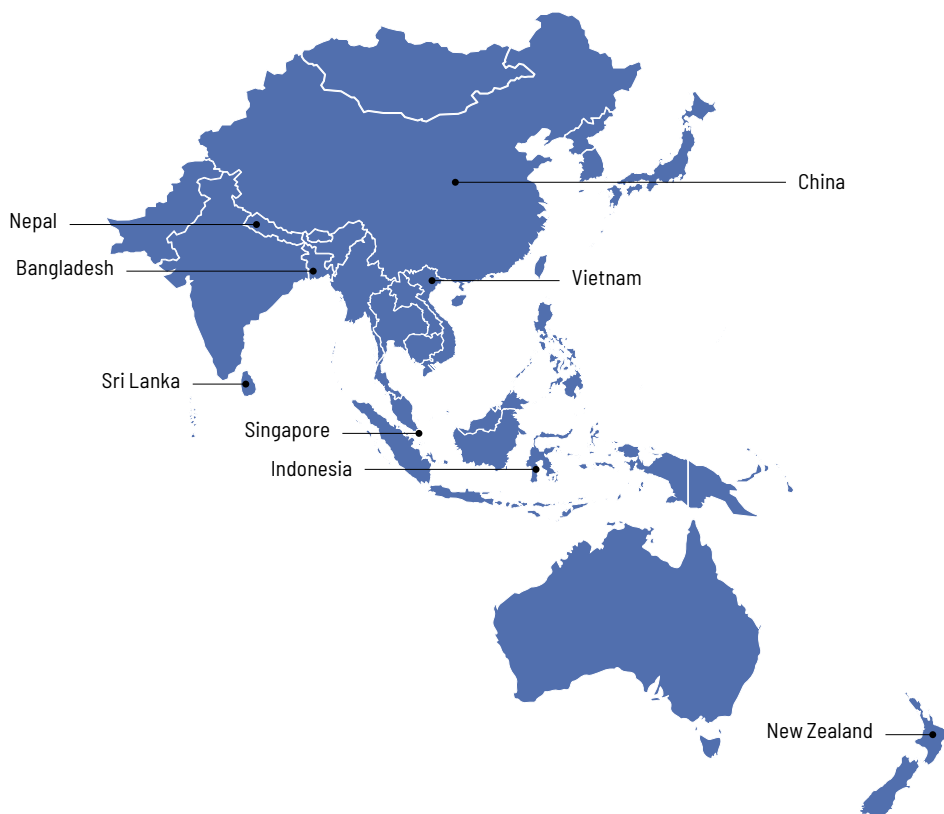 China
Nepal
Bangladesh
Vietnam
Sri Lanka
Singapore
Indonesia
New Zealand